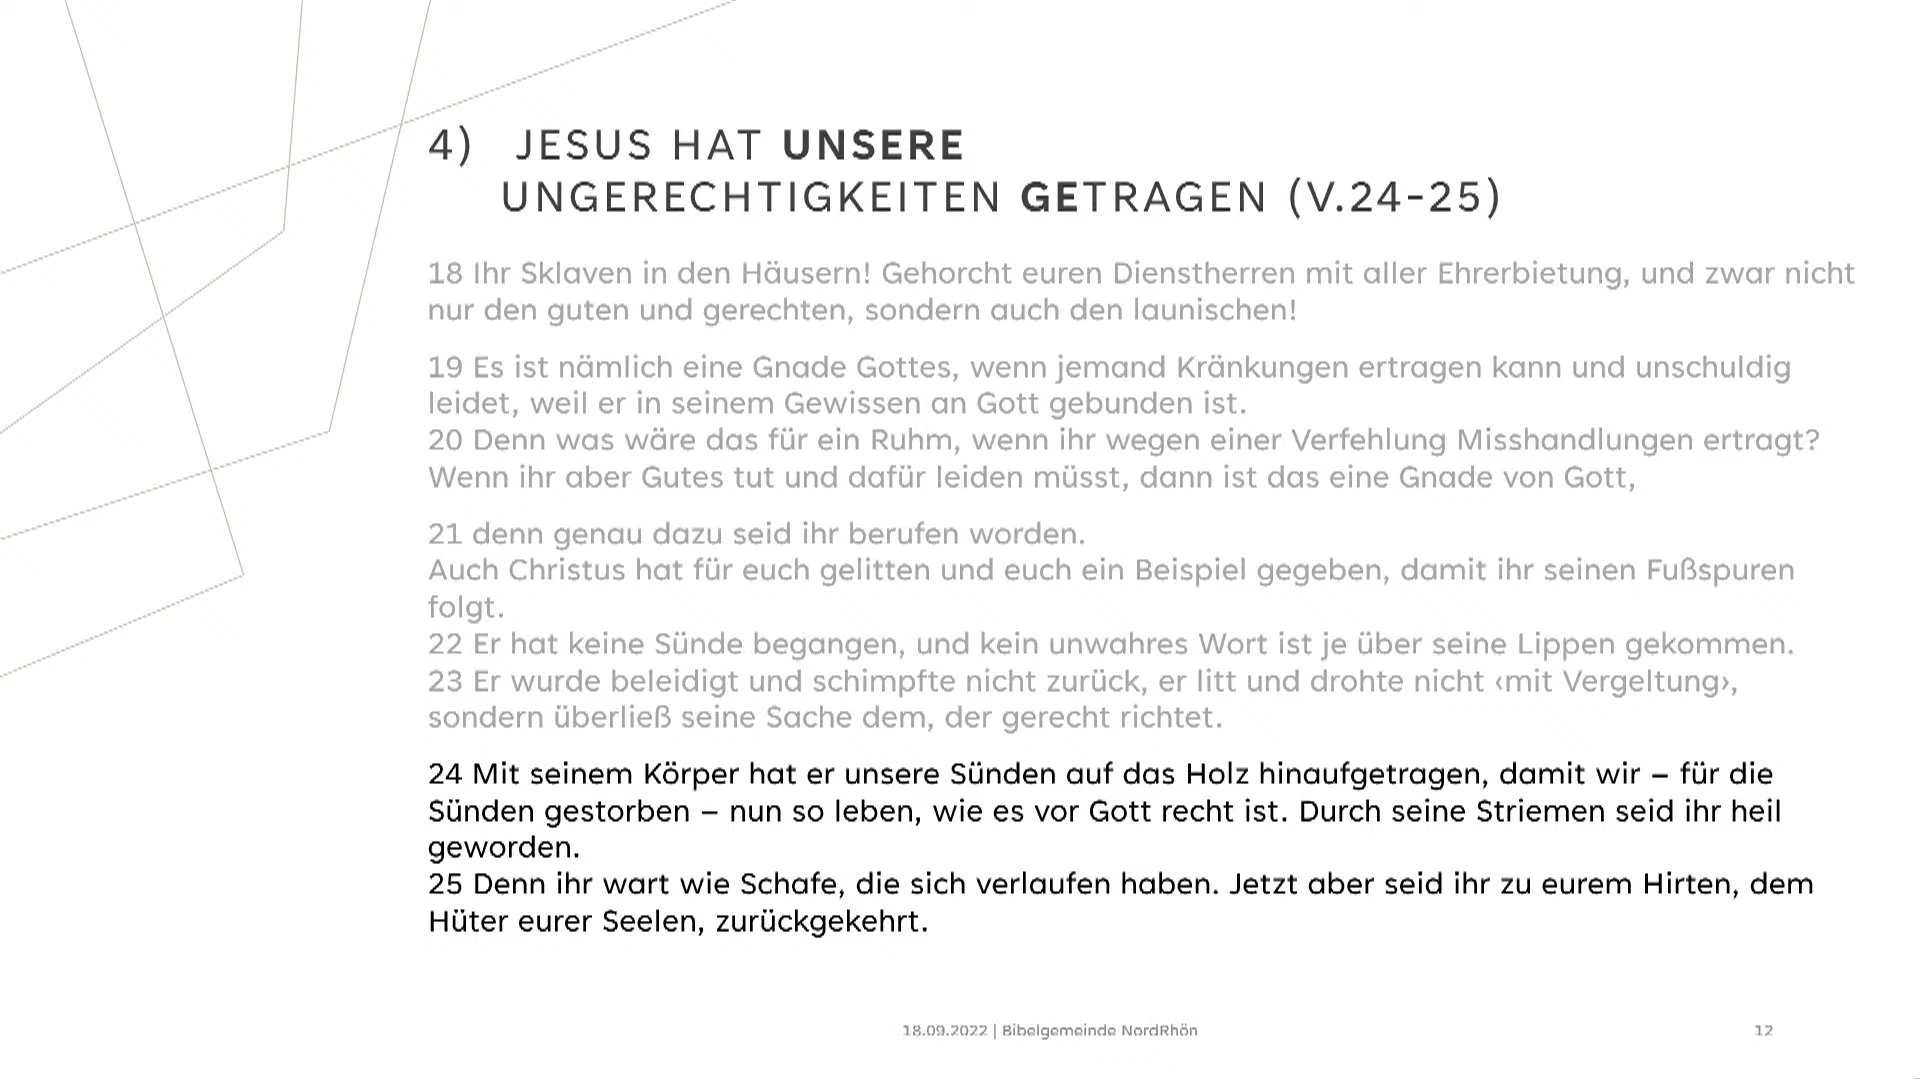 4) JESUS HAT UNSERE
UNGERECHTIGKEITEN GETRAGEN (V.24-25)
18 Ihr Sklaven in den Häusern! Gehorcht euren Dienstherren mit aller Ehrerbietung, und zwar nicht
nur den guten und gerechten, sondern auch den launischen!
19 Es ist nämlich eine Gnade Gottes, wenn jemand Kränkungen ertragen kann und unschuldig
leidet, weil er in seinem Gewissen an Gott gebunden ist.
20 Denn was wäre das für ein Ruhm, wenn ihr wegen einer Verfehlung Misshandlungen ertragt?
Wenn ihr aber Gutes tut und dafür leiden müsst, dann ist das eine Gnade von Gott,
21 denn genau dazu seid ihr berufen worden.
Auch Christus hat für euch gelitten und euch ein Beispiel gegeben, damit ihr seinen Fußspuren
folgt.
22 Er hat keine Sünde begangen, und kein unwahres Wort ist je über seine Lippen gekommen.
23 Er wurde beleidigt und schimpfte nicht zurück, er litt und drohte nicht ‹mit Vergeltung›,
sondern überließ seine Sache dem, der gerecht richtet.
24 Mit seinem Körper hat er unsere Sünden auf das Holz hinaufgetragen, damit wir – für die
Sünden gestorben – nun so leben, wie es vor Gott recht ist. Durch seine Striemen seid ihr heil
geworden.
25 Denn ihr wart wie Schafe, die sich verlaufen haben. Jetzt aber seid ihr zu eurem Hirten, dem
Hüter eurer Seelen, zurückgekehrt.
18.09.2022 | Bibelgemeinde NordRhön
12